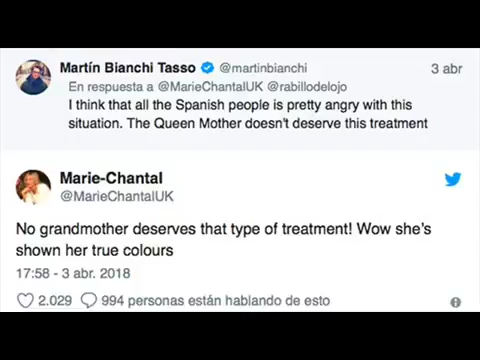 Martín Bianchi Tasso @martinbianchi 3 abr
En respuesta a @MarieChantalUK @rabillodelojo
I think that all the Spanish people is pretty angry with this
situation. The Queen Mother doesn't deserve this treatment
Marie-Chantal
@MarieChantalUK
No grandmother deserves that type of treatment! Wow she's
shown her true colours
17:58 - 3 abr. 2018
2.029 994 personas están hablando de esto